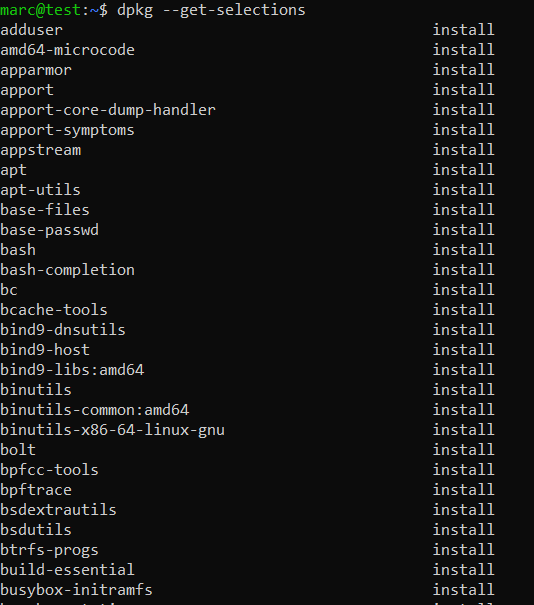 marc@test:~$ dpkg --get-selections
adduser install
amd64-microcode install
apparmor install
apport install
apport-core-dump-handler install
apport-symptoms install
appstream install
apt install
apt-utils install
base-files install
base-passwd install
bash install
bash-completion install
bc install
bcache-tools install
bind9-dnsutils install
bind9-host install
bind9-libs:amd64 install
binutils install
binutils-common:amd64 install
binutils-x86-64-linux-gnu install
bolt install
bpfcc-tools install
bpftrace install
bsdextrautils install
bsdutils install
btrfs-progs install
build-essential install
busybox-initramfs install